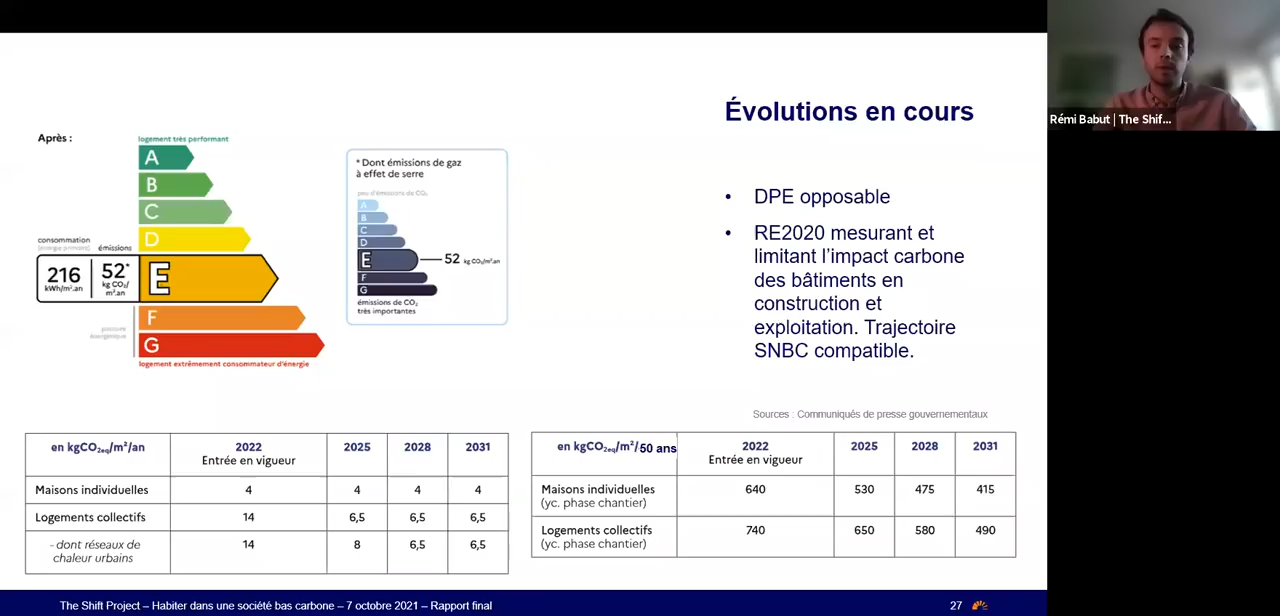 Évolutions en cours
Rémi Babut | The Shif...
Après :
logement très performant
A
B
C
D
consommation
(énergie primaire)
émissions
216
kWh/m².an
52*
kg CO₂/
m².an
E
F
G
passoire
énergétique
logement extrêmement consommateur d'énergie
* Dont émissions de gaz
à effet de serre
peu d'émissions de CO₂
A
B
C
D
E
52 kg CO₂/m².an
F
G
émissions de CO₂
très importantes
• DPE opposable
• RE2020 mesurant et
limitant l'impact carbone
des bâtiments en
construction et
exploitation. Trajectoire
SNBC compatible.
Sources : Communiqués de presse gouvernementaux
en kgCO₂eq/m²/an 2022 2025 2028 2031
Entrée en vigueur
Maisons individuelles 4 4 4 4
Logements collectifs 14 6,5 6,5 6,5
- dont réseaux de 14 8 6,5 6,5
chaleur urbains
en kgCO₂eq/m²/50 ans 2022 2025 2028 2031
Entrée en vigueur
Maisons individuelles 640 530 475 415
(yc. phase chantier)
Logements collectifs 740 650 580 490
(yc. phase chantier)
The Shift Project – Habiter dans une société bas carbone – 7 octobre 2021 – Rapport final
27